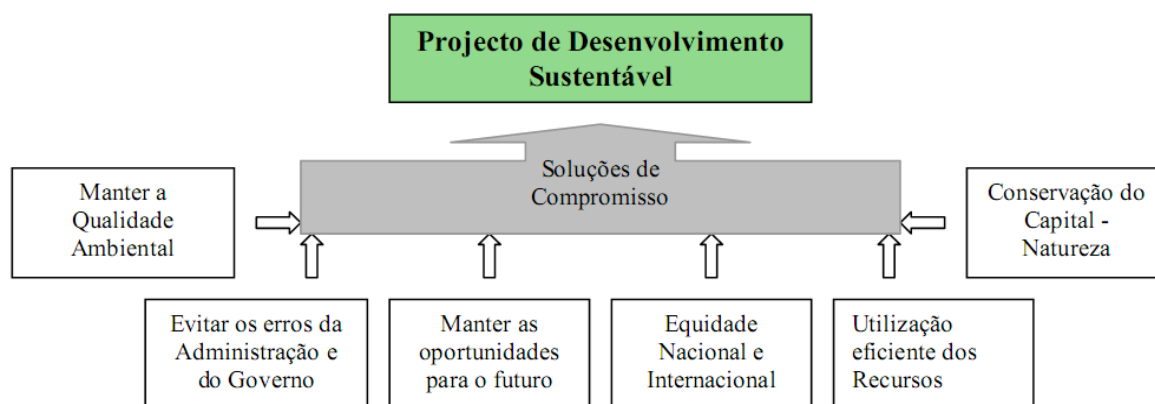 Projecto de Desenvolvimento
Sustentável
Soluções de
Compromisso
Manter a
Qualidade
Ambiental
Conservação do
Capital -
Natureza
Evitar os erros da
Administração e
do Governo
Manter as
oportunidades
para o futuro
Equidade
Nacional e
Internacional
Utilização
eficiente dos
Recursos